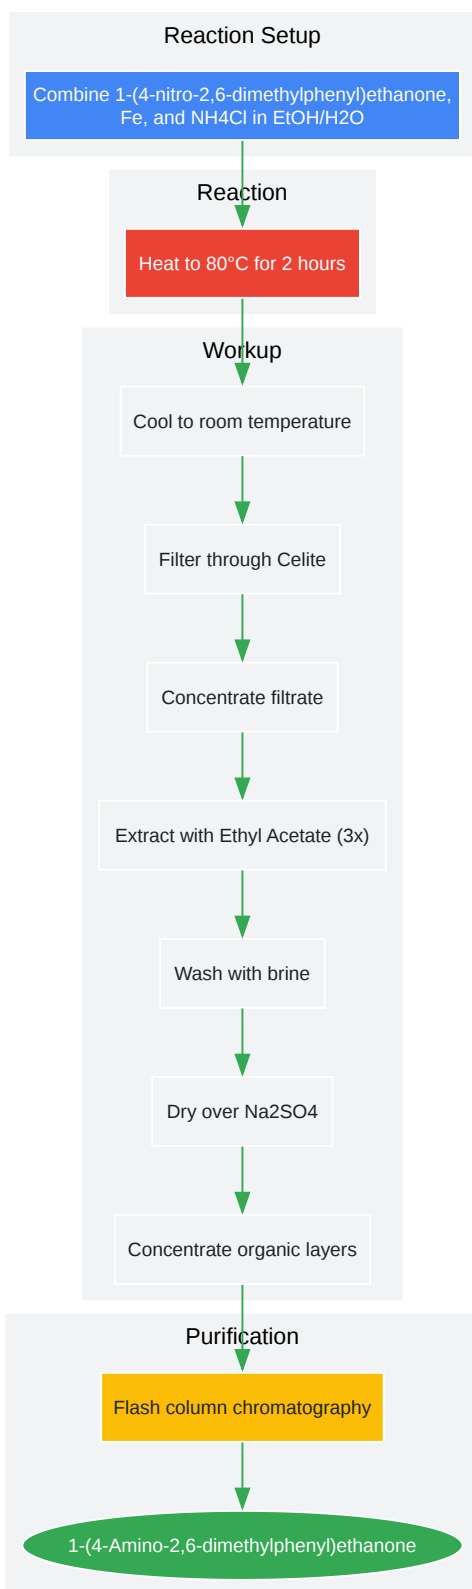 Reaction Setup
Combine 1-(4-nitro-2,6-dimethylphenyl)ethanone,
Fe, and NH4Cl in EtOH/H2O
Reaction
Heat to 80°C for 2 hours
Workup
Cool to room temperature
Filter through Celite
Concentrate filtrate
Extract with Ethyl Acetate (3x)
Wash with brine
Dry over Na2SO4
Concentrate organic layers
Purification
Flash column chromatography
1-(4-Amino-2,6-dimethylphenyl)ethanone